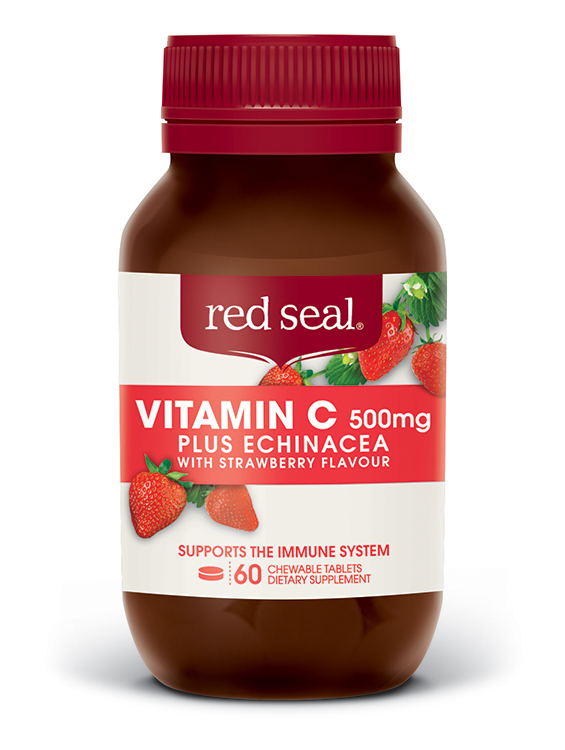 red seal®
VITAMIN C 500mg
PLUS ECHINACEA
WITH STRAWBERRY FLAVOUR
SUPPORTS THE IMMUNE SYSTEM
60 CHEWABLE TABLETS
DIETARY SUPPLEMENT